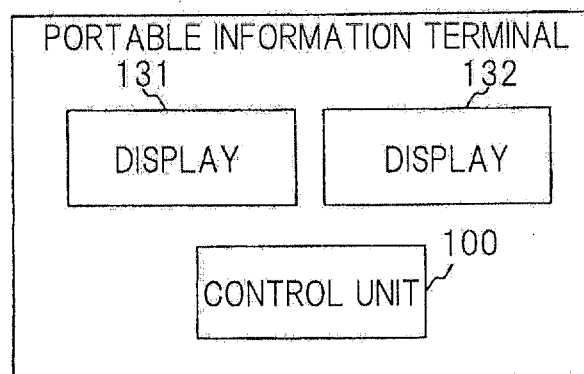 PORTABLE INFORMATION TERMINAL
131 132
DISPLAY DISPLAY
100
CONTROL UNIT